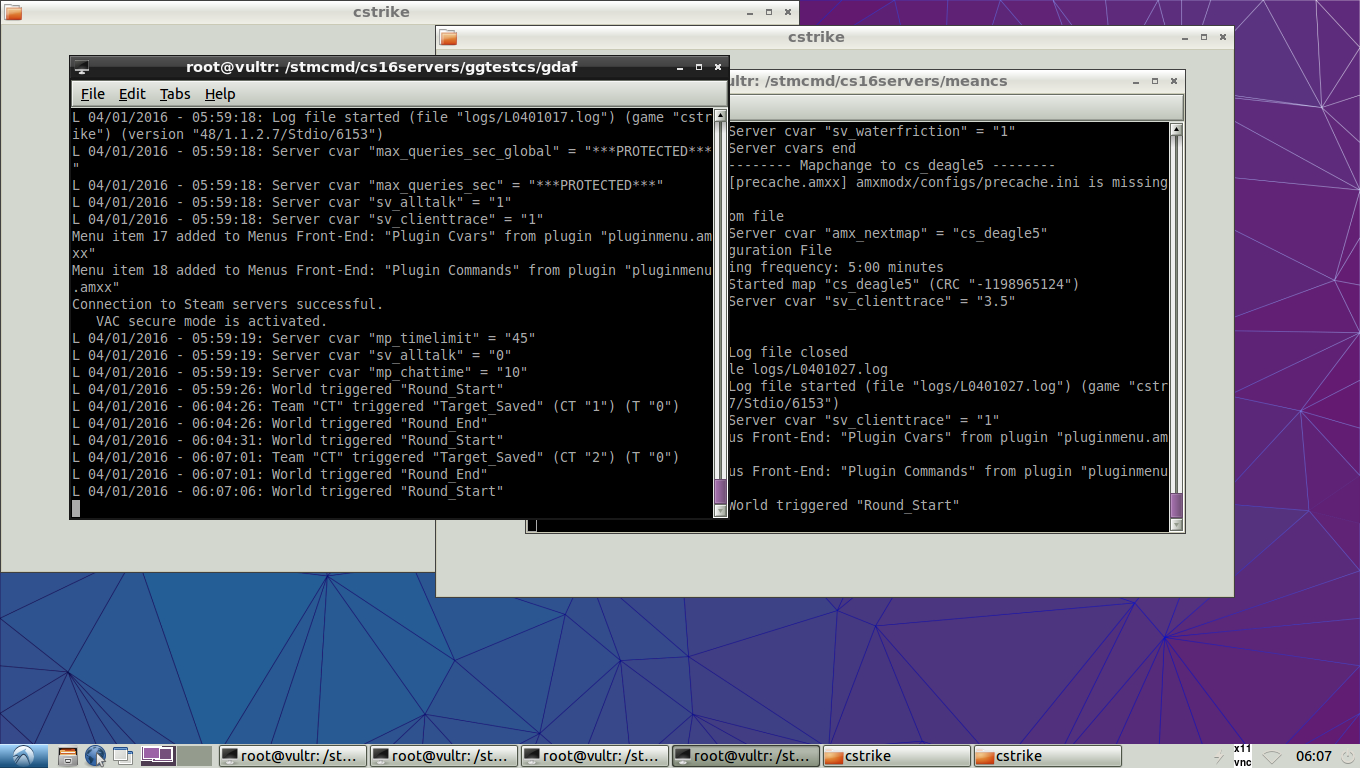 cstrike
cstrike
root@vultr: /stmcmd/cs16servers/ggtestcs/gdaf
File Edit Tabs Help
L 04/01/2016 - 05:59:18: Log file started (file "logs/L0401017.log") (game "cstr
ike") (version "48/1.1.2.7/Stdio/6153")
L 04/01/2016 - 05:59:18: Server cvar "max_queries_sec_global" = "***PROTECTED***
"
L 04/01/2016 - 05:59:18: Server cvar "max_queries_sec" = "***PROTECTED***"
L 04/01/2016 - 05:59:18: Server cvar "sv_alltalk" = "1"
L 04/01/2016 - 05:59:18: Server cvar "sv_clienttrace" = "1"
Menu item 17 added to Menus Front-End: "Plugin Cvars" from plugin "pluginmenu.am
xx"
Menu item 18 added to Menus Front-End: "Plugin Commands" from plugin "pluginmenu
.amxx"
Connection to Steam servers successful.
VAC secure mode is activated.
L 04/01/2016 - 05:59:19: Server cvar "mp_timelimit" = "45"
L 04/01/2016 - 05:59:19: Server cvar "sv_alltalk" = "0"
L 04/01/2016 - 05:59:19: Server cvar "mp_chattime" = "10"
L 04/01/2016 - 05:59:26: World triggered "Round_Start"
L 04/01/2016 - 06:04:26: Team "CT" triggered "Target_Saved" (CT "1") (T "0")
L 04/01/2016 - 06:04:26: World triggered "Round_End"
L 04/01/2016 - 06:04:31: World triggered "Round_Start"
L 04/01/2016 - 06:07:01: Team "CT" triggered "Target_Saved" (CT "2") (T "0")
L 04/01/2016 - 06:07:01: World triggered "Round_End"
L 04/01/2016 - 06:07:06: World triggered "Round_Start"
ultr: /stmcmd/cs16servers/meancs
Server cvar "sv_waterfriction" = "1"
Server cvars end
-------- Mapchange to cs_deagle5 --------
[precache.amxx] amxmodx/configs/precache.ini is missing
om file
Server cvar "amx_nextmap" = "cs_deagle5"
guration File
ing frequency: 5:00 minutes
Started map "cs_deagle5" (CRC "-1198965124")
Server cvar "sv_clienttrace" = "3.5"
Log file closed
le logs/L0401027.log
Log file started (file "logs/L0401027.log") (game "cstr
7/Stdio/6153")
Server cvar "sv_clienttrace" = "1"
us Front-End: "Plugin Cvars" from plugin "pluginmenu.am
us Front-End: "Plugin Commands" from plugin "pluginmenu
World triggered "Round_Start"
root@vultr: /st...
root@vultr: /st...
root@vultr: /st...
root@vultr: /st...
cstrike
cstrike
x11
vnc
06:07